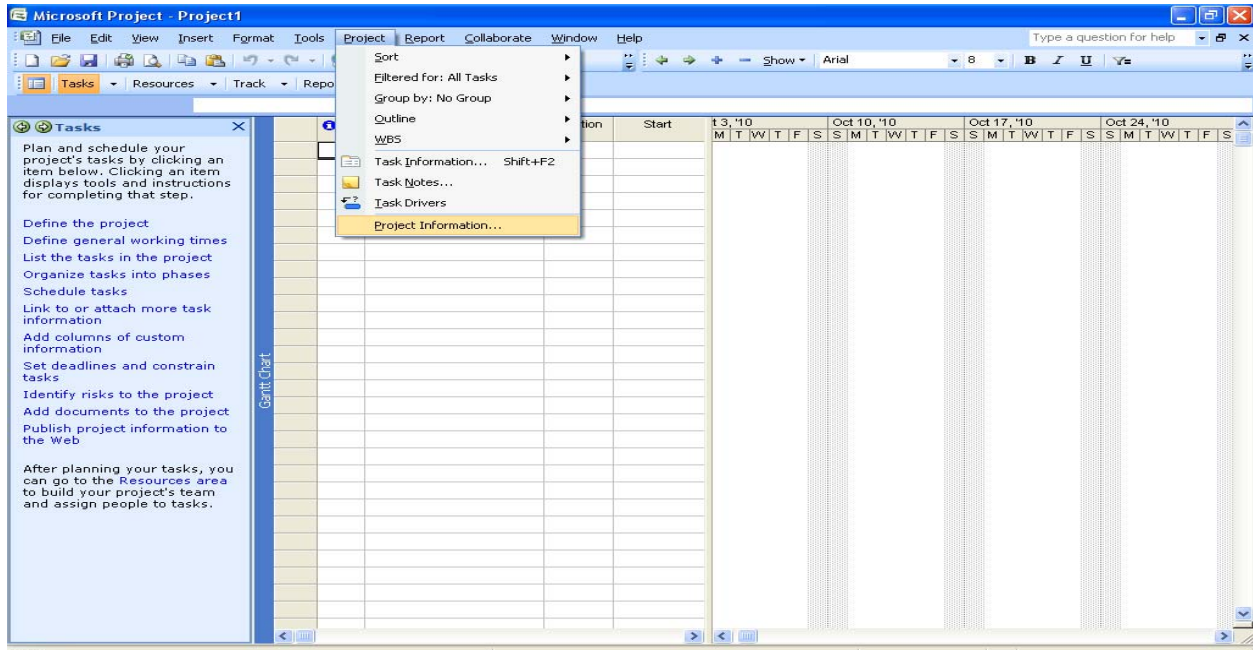 Microsoft Project - Project1
File Edit View Insert Format Tools Project Report Collaborate Window Help
Type a question for help
Show
Arial
8
B I U
Tasks Resources Track Repo
Tasks
Plan and schedule your
project's tasks by clicking an
item below. Clicking an item
displays tools and instructions
for completing that step.
Define the project
Define general working times
List the tasks in the project
Organize tasks into phases
Schedule tasks
Link to or attach more task
information
Add columns of custom
information
Set deadlines and constrain
tasks
Identify risks to the project
Add documents to the project
Publish project information to
the Web
After planning your tasks, you
can go to the Resources area
to build your project's team
and assign people to tasks.
Gantt Chart
Sort
Filtered for: All Tasks
Group by: No Group
Outline
WBS
Task Information... Shift+F2
Task Notes...
Task Drivers
Project Information...
tion Start
t 3, '10 Oct 10, '10 Oct 17, '10 Oct 24, '10
M T W T F S S M T W T F S S M T W T F S S M T W T F S